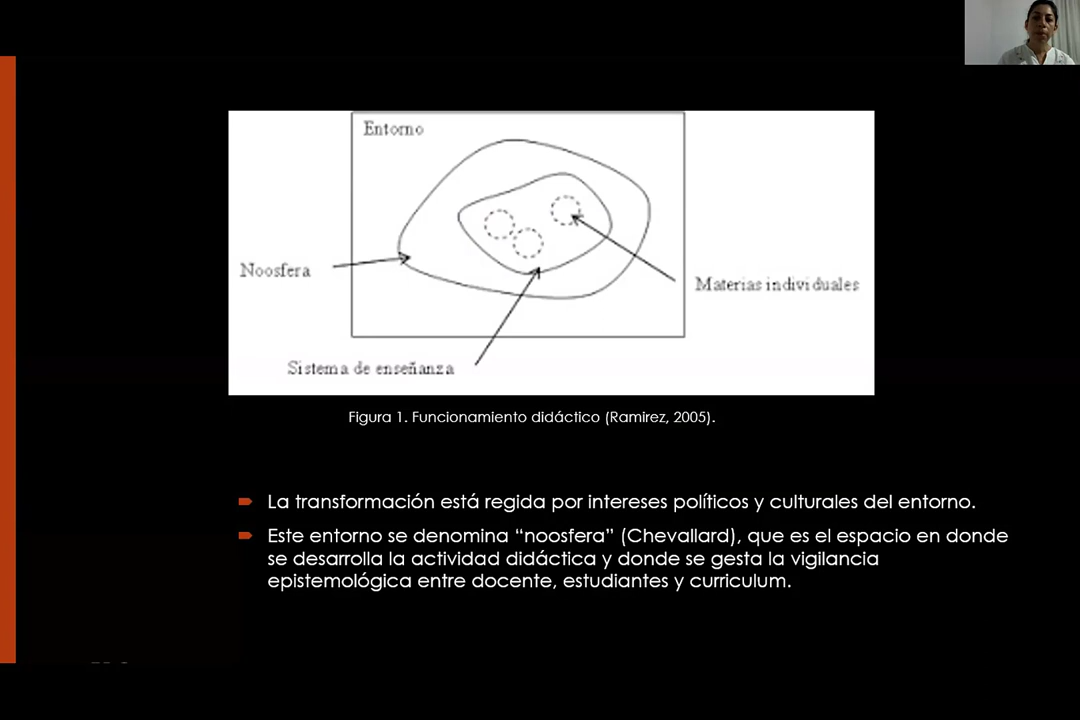 Entorno
Noosfera
Materias individuales
Sistema de enseñanza
Figura 1. Funcionamiento didáctico (Ramirez, 2005).
La transformación está regida por intereses políticos y culturales del entorno.
Este entorno se denomina “noosfera” (Chevallard), que es el espacio en donde
se desarrolla la actividad didáctica y donde se gesta la vigilancia
epistemológica entre docente, estudiantes y curriculum.